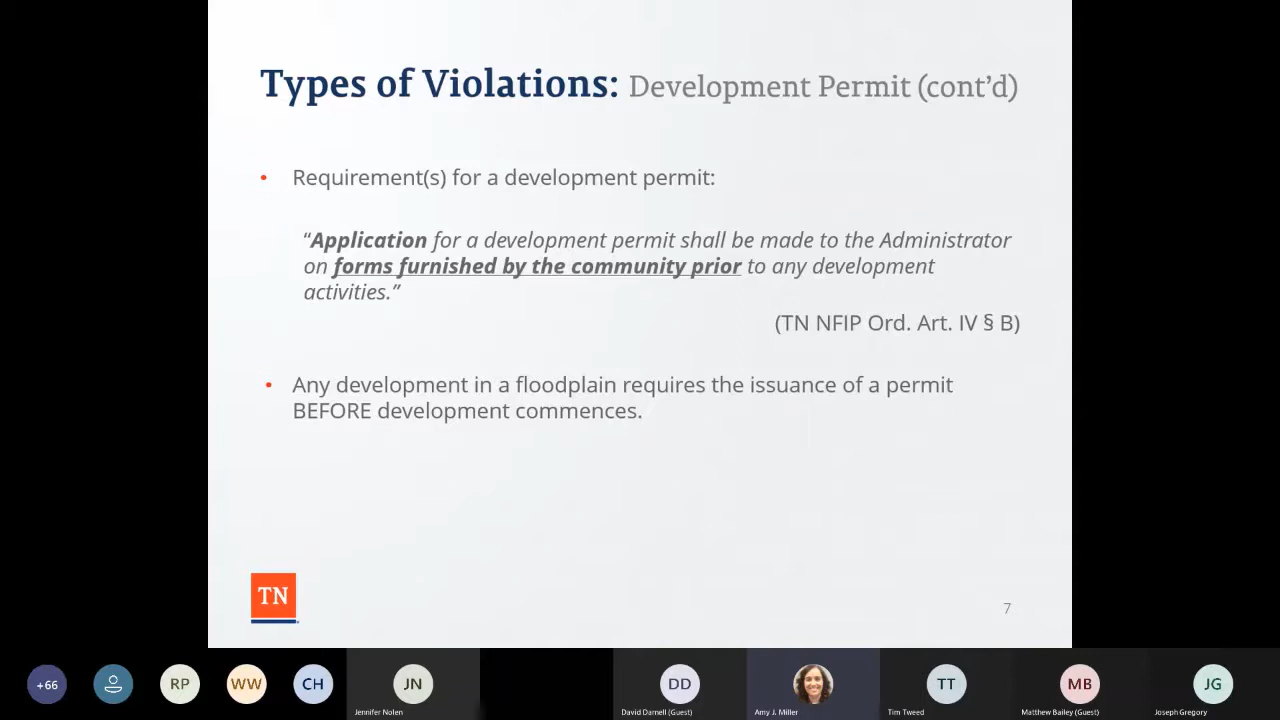 Types of Violations: Development Permit (cont’d)
• Requirement(s) for a development permit:
“Application for a development permit shall be made to the Administrator
on forms furnished by the community prior to any development
activities.”
(TN NFIP Ord. Art. IV § B)
• Any development in a floodplain requires the issuance of a permit
BEFORE development commences.
TN
7
+66
RP
WW
CH
JN
DD
TT
MB
JG
Jennifer Nolen
David Darnell (Guest)
Amy J. Miller
Tim Tweed
Matthew Bailey (Guest)
Joseph Gregory